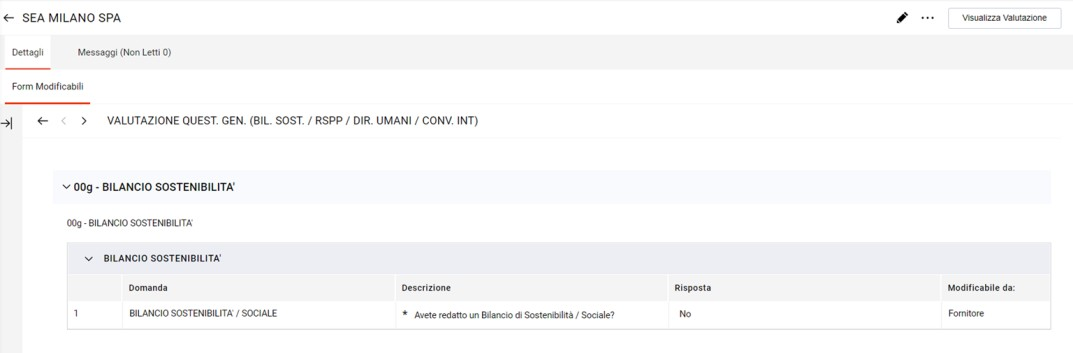 SEA MILANO SPA
Visualizza Valutazione
Dettagli
Messaggi (Non Letti 0)
Form Modificabili
VALUTAZIONE QUEST. GEN. (BIL. SOST. / RSPP / DIR. UMANI / CONV. INT)
00g - BILANCIO SOSTENIBILITA'
00g - BILANCIO SOSTENIBILITA'
BILANCIO SOSTENIBILITA'
Domanda Descrizione Risposta Modificabile da:
1 BILANCIO SOSTENIBILITA' / SOCIALE * Avete redatto un Bilancio di Sostenibilità / Sociale? No Fornitore